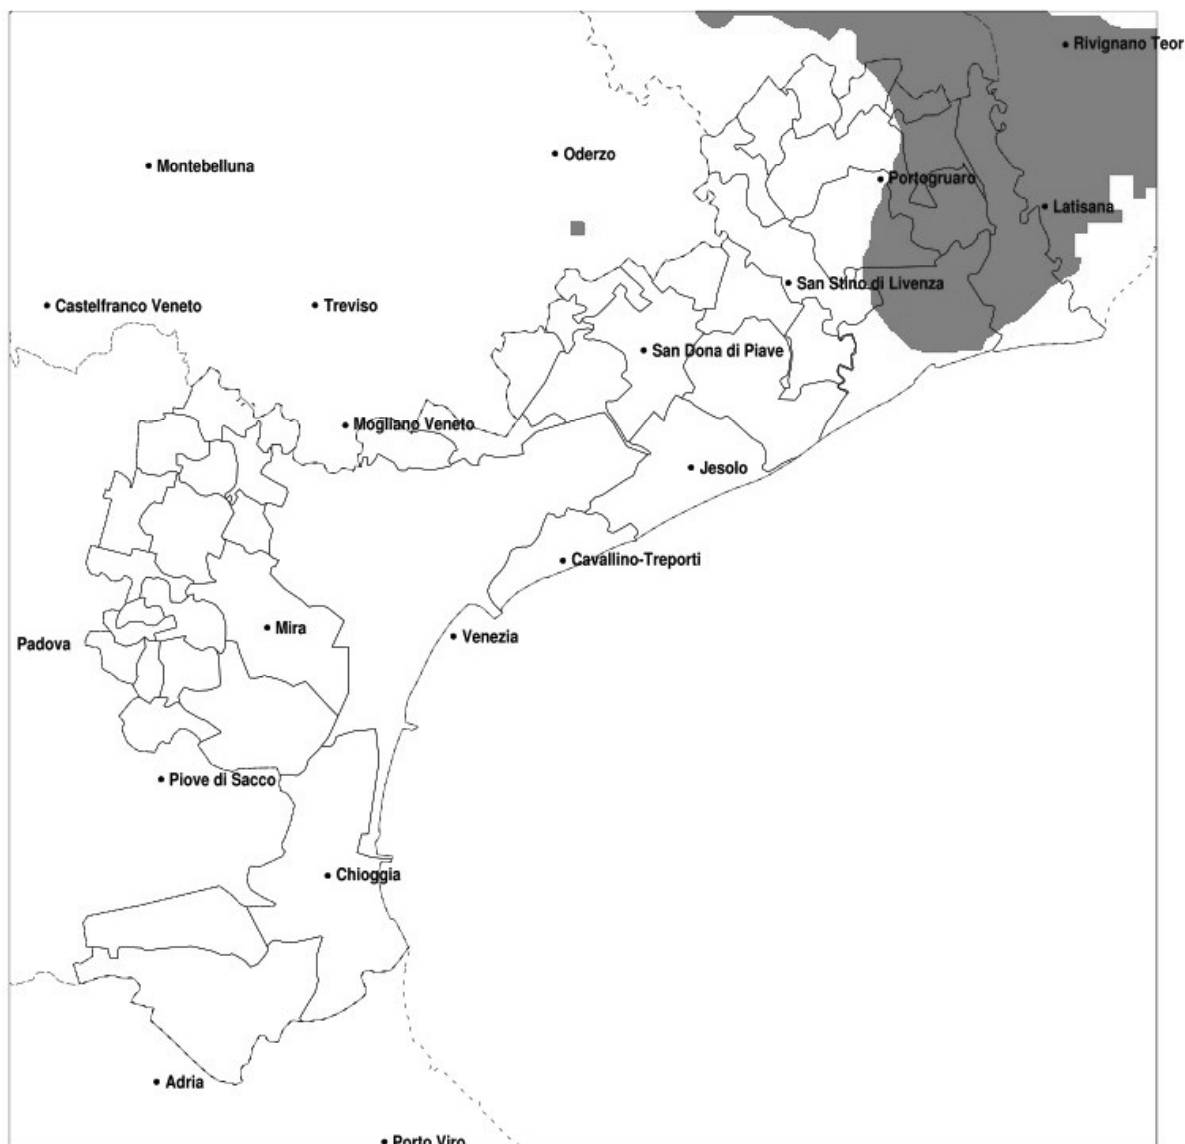 Rivignano Teor
Oderzo
Montebelluna
Portogruaro
Latisana
San Stino di Livenza
Castelfranco Veneto
Treviso
San Dona di Piave
Mogliano Veneto
Jesolo
Cavallino-Treporti
Mira
Venezia
Padova
Piove di Sacco
Chioggia
Adria
Porto Viro